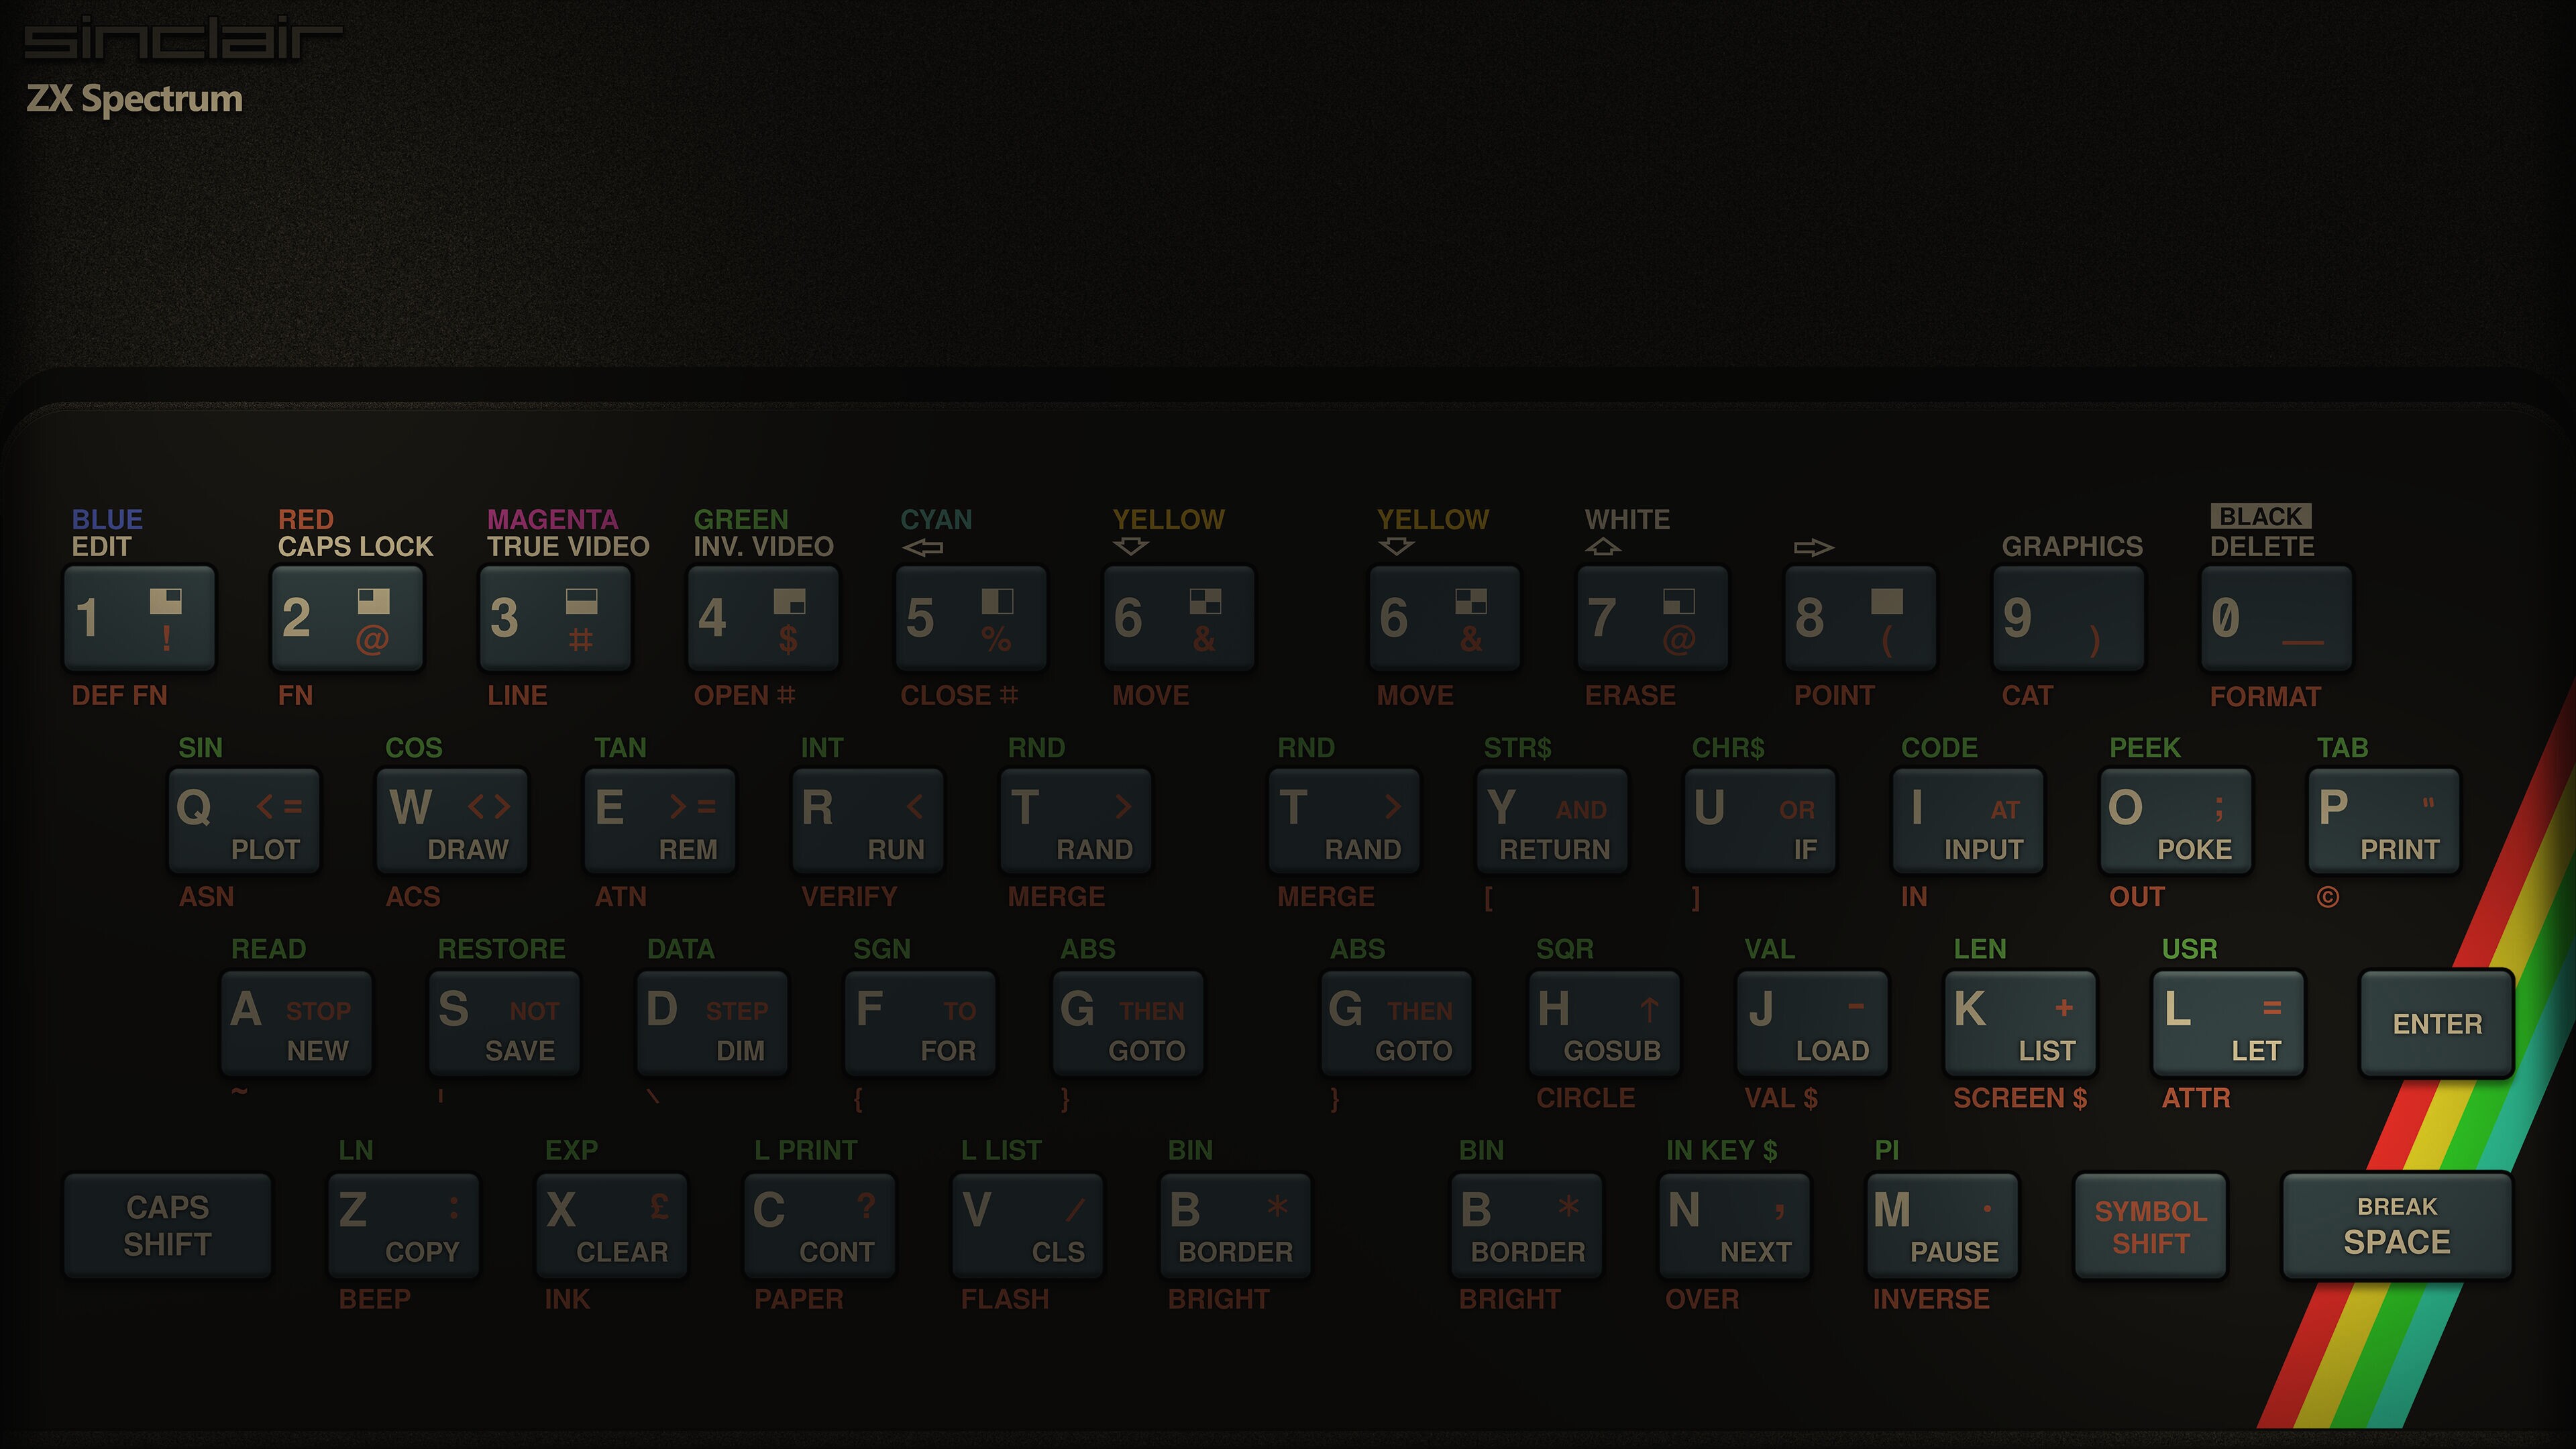 sinclair
ZX Spectrum
BLUE RED MAGENTA GREEN CYAN YELLOW YELLOW WHITE BLACK
EDIT CAPS LOCK TRUE VIDEO INV. VIDEO GRAPHICS DELETE
1 ! 2 @ 3 # 4 $ 5 % 6 & 6 & 7 @ 8 ( 9 ) 0 _
DEF FN FN LINE OPEN # CLOSE # MOVE MOVE ERASE POINT CAT FORMAT
SIN COS TAN INT RND RND STR$ CHR$ CODE PEEK TAB
Q <= W <> E >= R < T > T > Y AND U OR I AT O ; P "
PLOT DRAW REM RUN RAND RAND RETURN IF INPUT POKE PRINT
ASN ACS ATN VERIFY MERGE MERGE [ ] IN OUT ©
READ RESTORE DATA SGN ABS ABS SQR VAL LEN USR
A STOP S NOT D STEP F TO G THEN G THEN H ↑ J - K + L = ENTER
NEW SAVE DIM FOR GOTO GOTO GOSUB LOAD LIST LET
~ ' \ { } } CIRCLE VAL $ SCREEN $ ATTR
LN EXP L PRINT L LIST BIN BIN IN KEY $ PI
CAPS Z : X £ C ? V / B * B * N , M . SYMBOL BREAK
SHIFT COPY CLEAR CONT CLS BORDER BORDER NEXT PAUSE SHIFT SPACE
BEEP INK PAPER FLASH BRIGHT BRIGHT OVER INVERSE